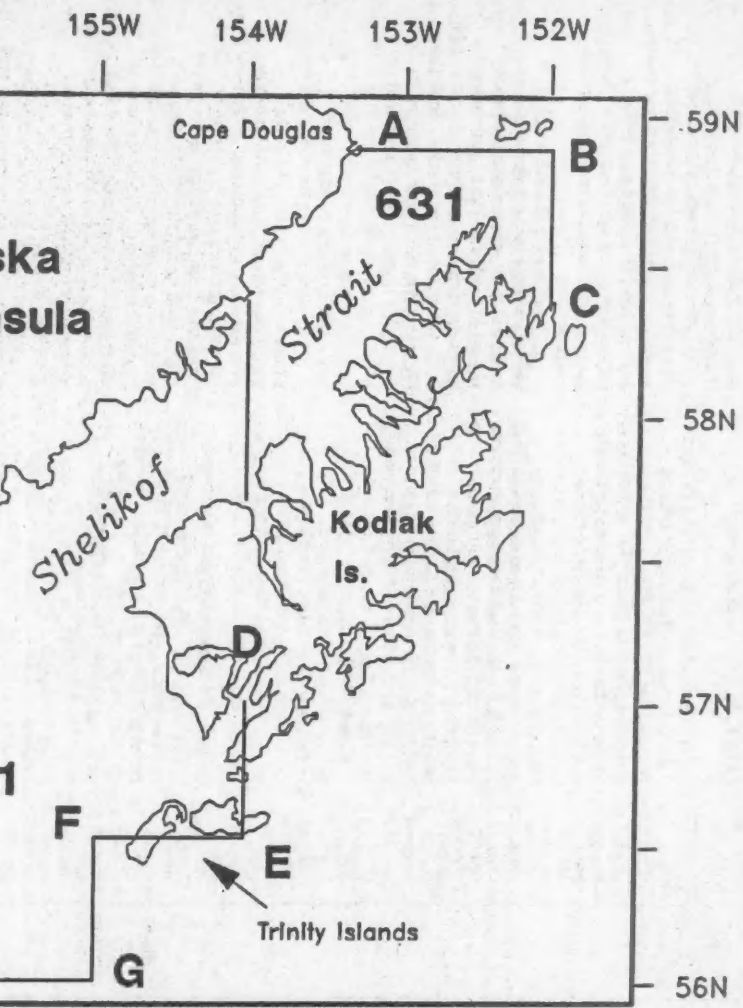 155W 154W 153W 152W
59N
Cape Douglas A
B
631
ska
nsula
Strait
C
58N
Shelikof
Kodiak
Is.
D
57N
1
F
E
Trinity Islands
G
56N